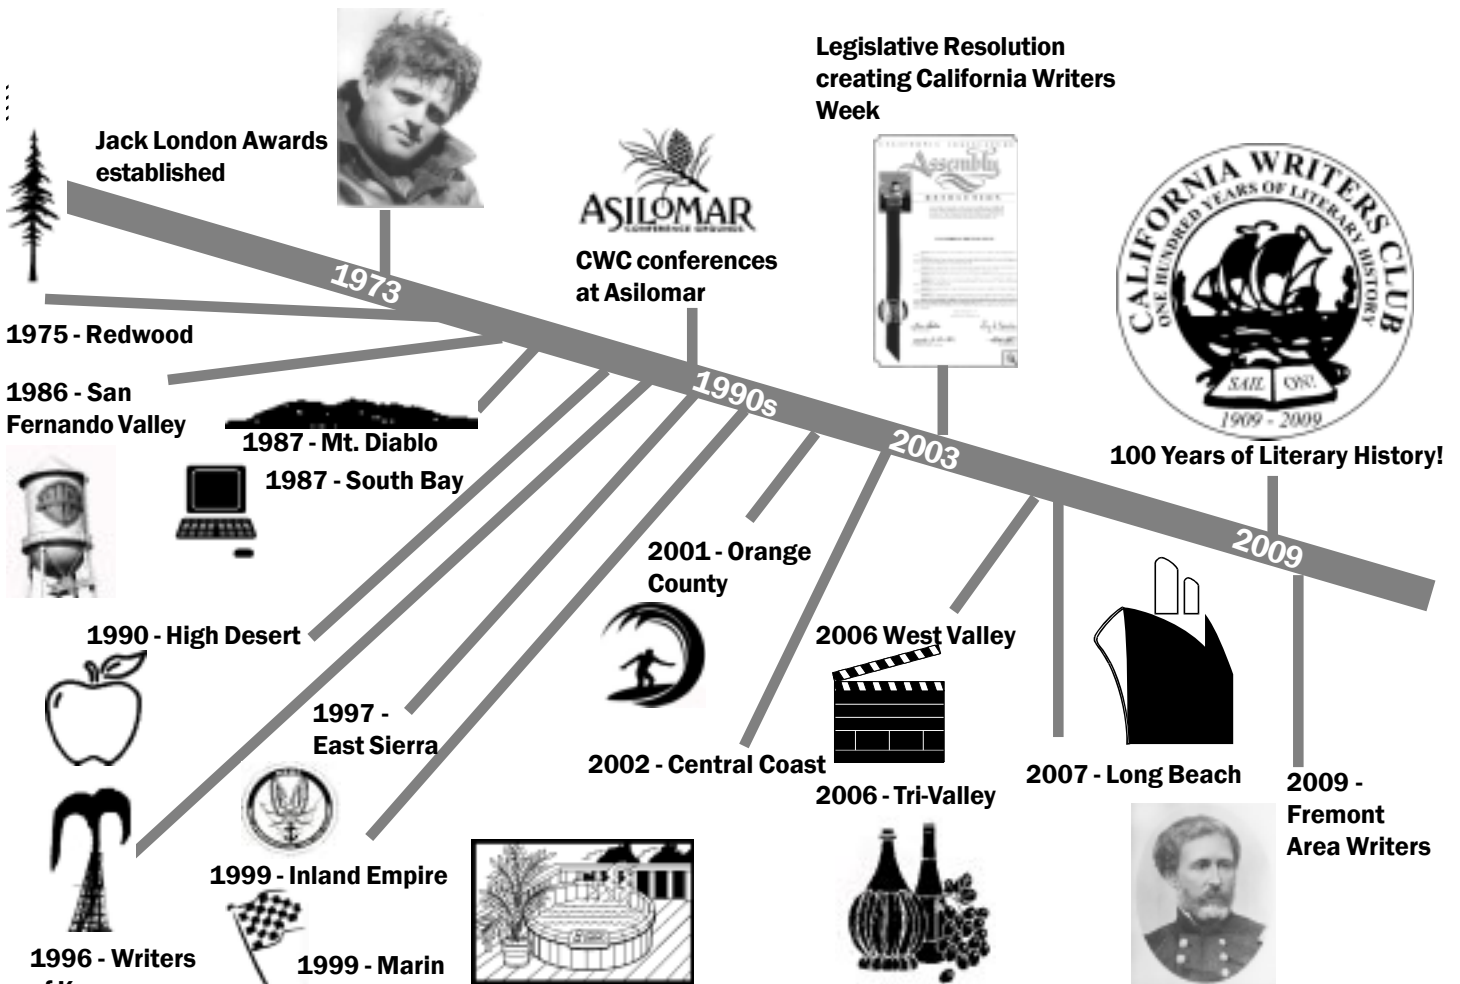 Legislative Resolution
creating California Writers
Week
Jack London Awards
established
ASILOMAR
CONFERENCE GROUNDS
CWC conferences
at Asilomar
Assembly
RESOLUTION
CALIFORNIA WRITERS CLUB
ONE HUNDRED YEARS OF LITERARY HISTORY
SAIL ON!
1909 - 2009
100 Years of Literary History!
1973
1990s
2003
2009
1975 - Redwood
1986 - San
Fernando Valley
1987 - Mt. Diablo
1987 - South Bay
1990 - High Desert
1996 - Writers
1997 -
East Sierra
1999 - Inland Empire
1999 - Marin
2001 - Orange
County
2002 - Central Coast
2006 West Valley
2006 - Tri-Valley
2007 - Long Beach
2009 -
Fremont
Area Writers